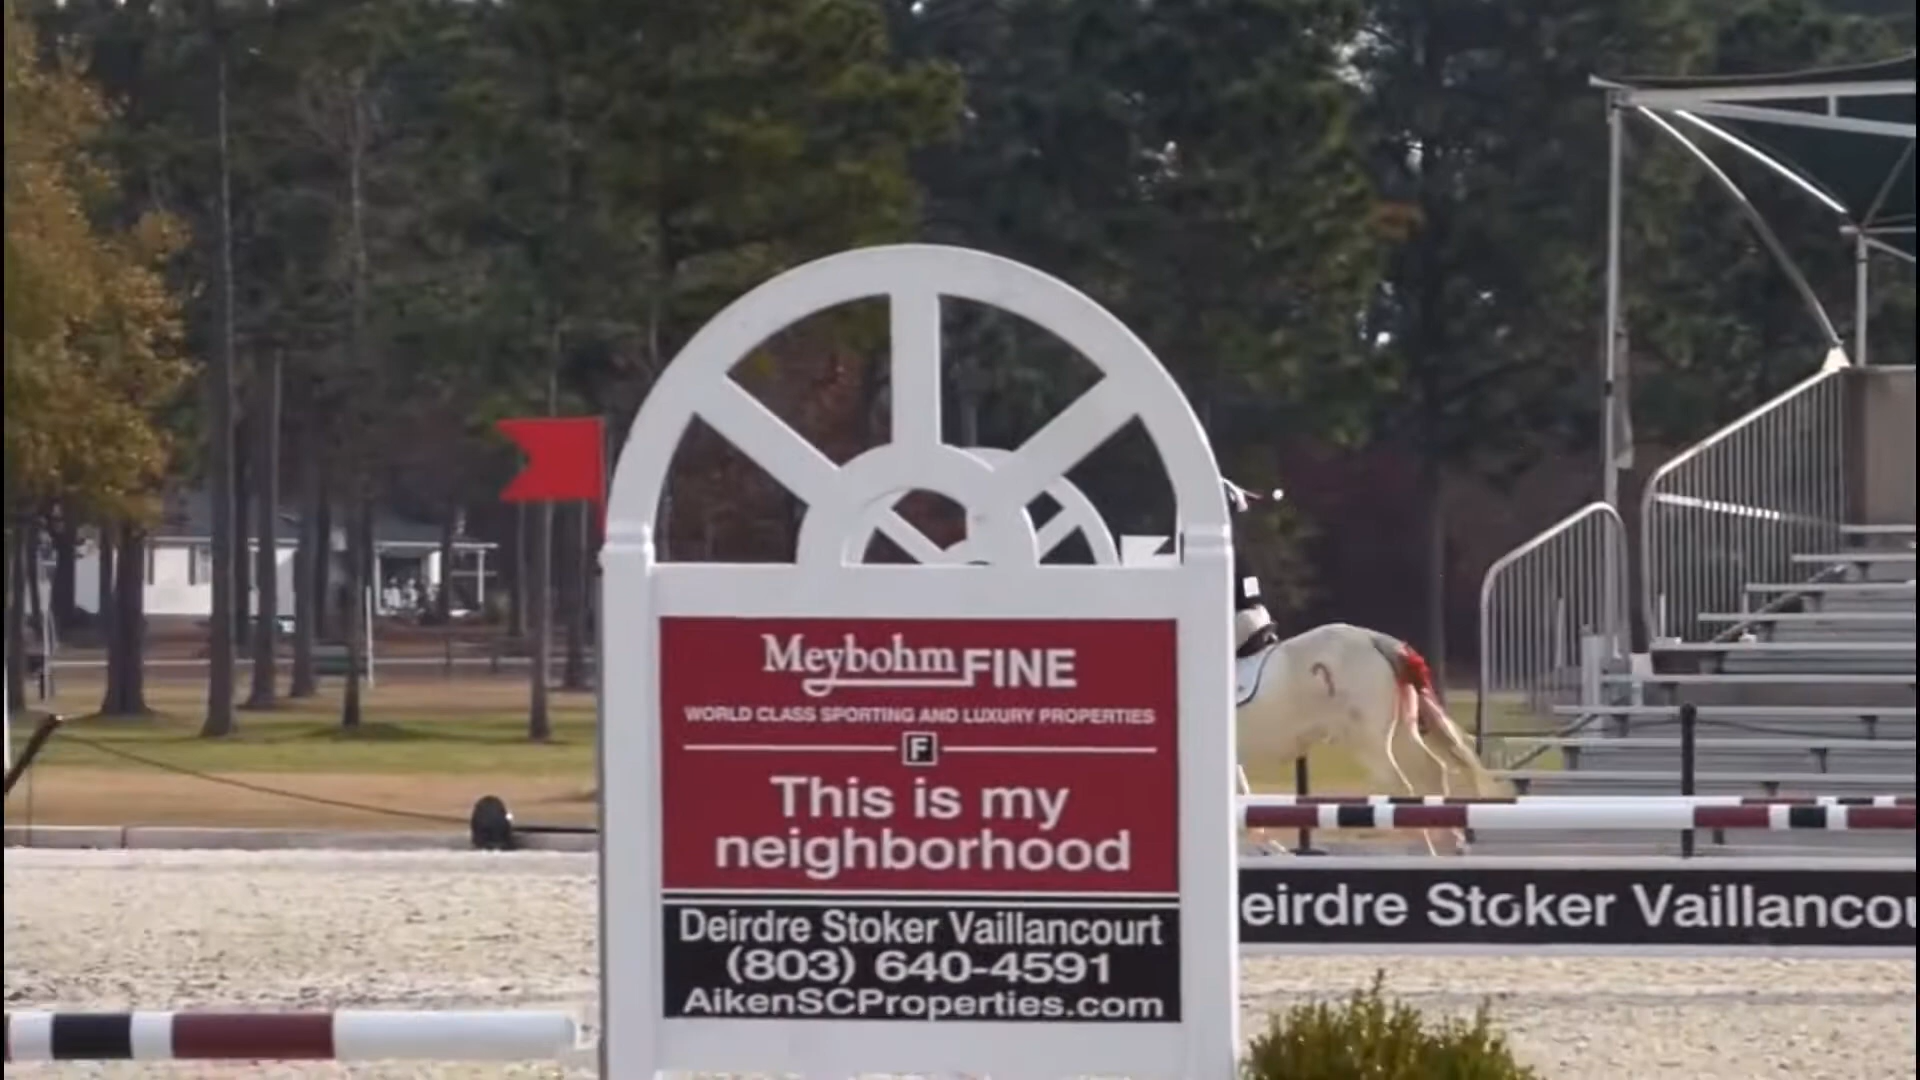 Meybohm FINE
WORLD CLASS SPORTING AND LUXURY PROPERTIES
F
This is my
neighborhood
Deirdre Stoker Vaillancourt
(803) 640-4591
AikenSCProperties.com
eirdre Stoker Vaillancou